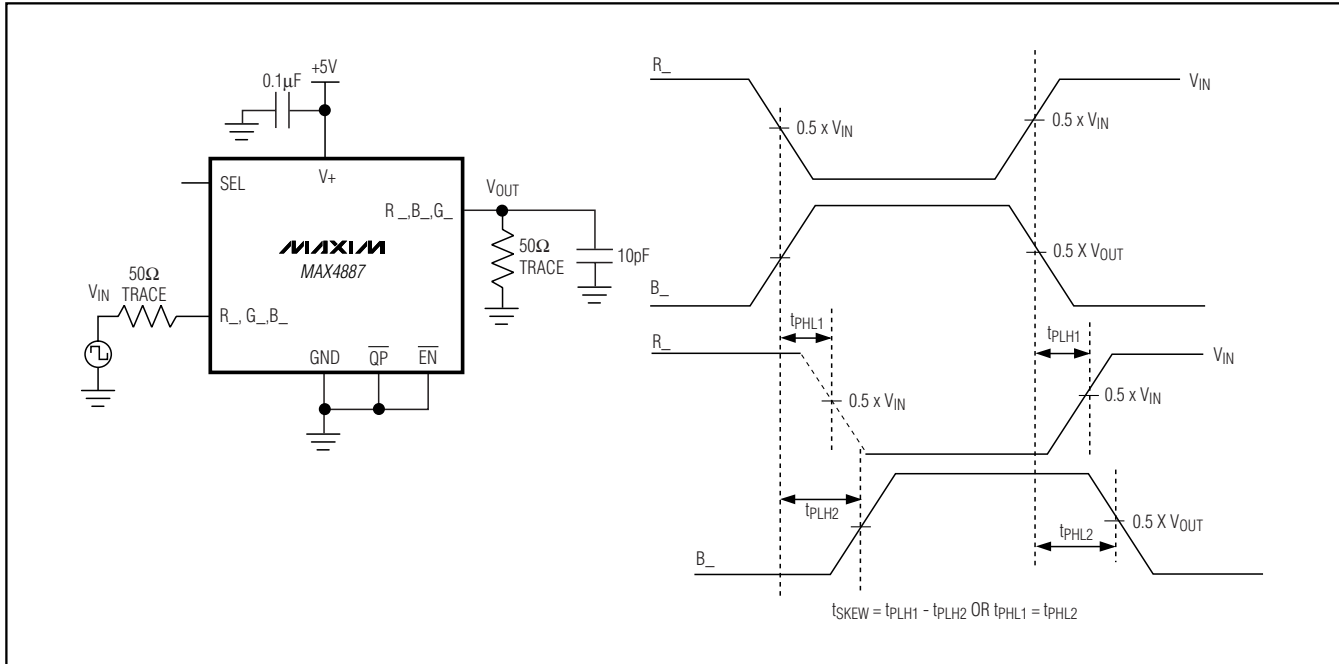 +5V
0.1µF
SEL
V+
VOUT
R _,B_,G_
MAXIM
MAX4887
50Ω
TRACE
10pF
50Ω
TRACE
VIN
R_, G_,B_
GND
QP
EN
R_
VIN
0.5 x VIN
0.5 x VIN
0.5 X VOUT
B_
tPHL1
tPLH1
R_
VIN
0.5 x VIN
0.5 x VIN
tPLH2
tPHL2
0.5 X VOUT
B_
tSKEW = tPLH1 - tPLH2 OR tPHL1 = tPHL2